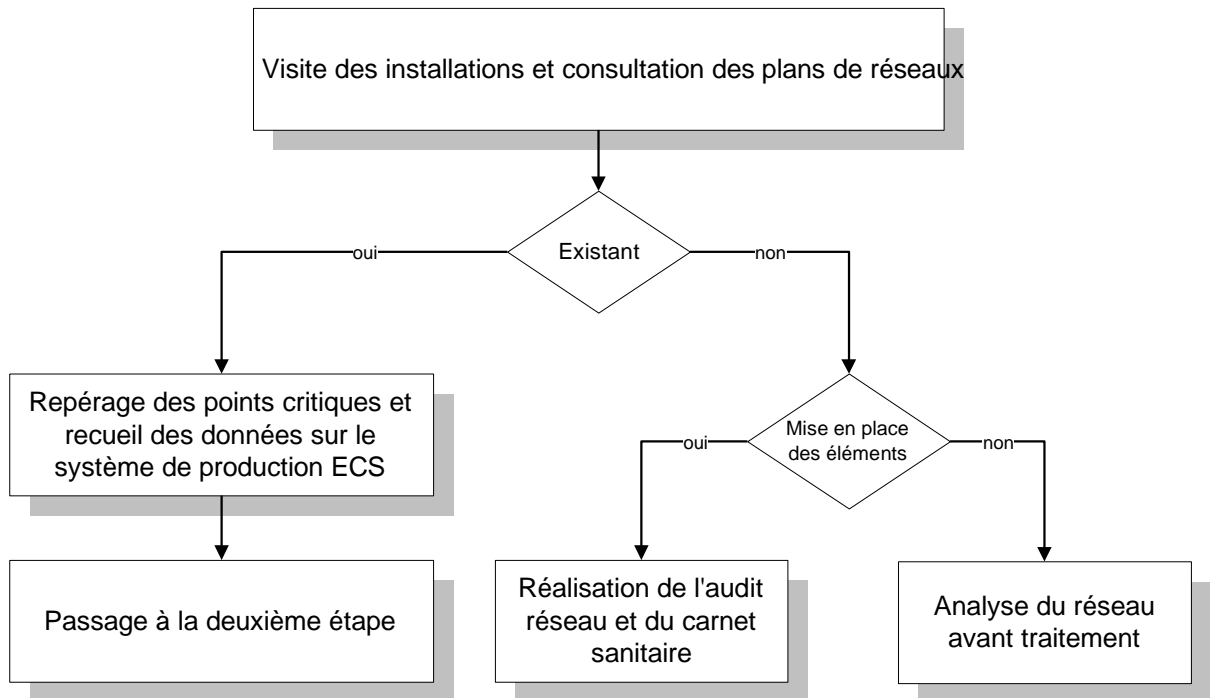 Visite des installations et consultation des plans de réseaux
Existant
oui
non
Repérage des points critiques et
recueil des données sur le
système de production ECS
Mise en place
des éléments
oui
non
Passage à la deuxième étape
Réalisation de l'audit
réseau et du carnet
sanitaire
Analyse du réseau
avant traitement